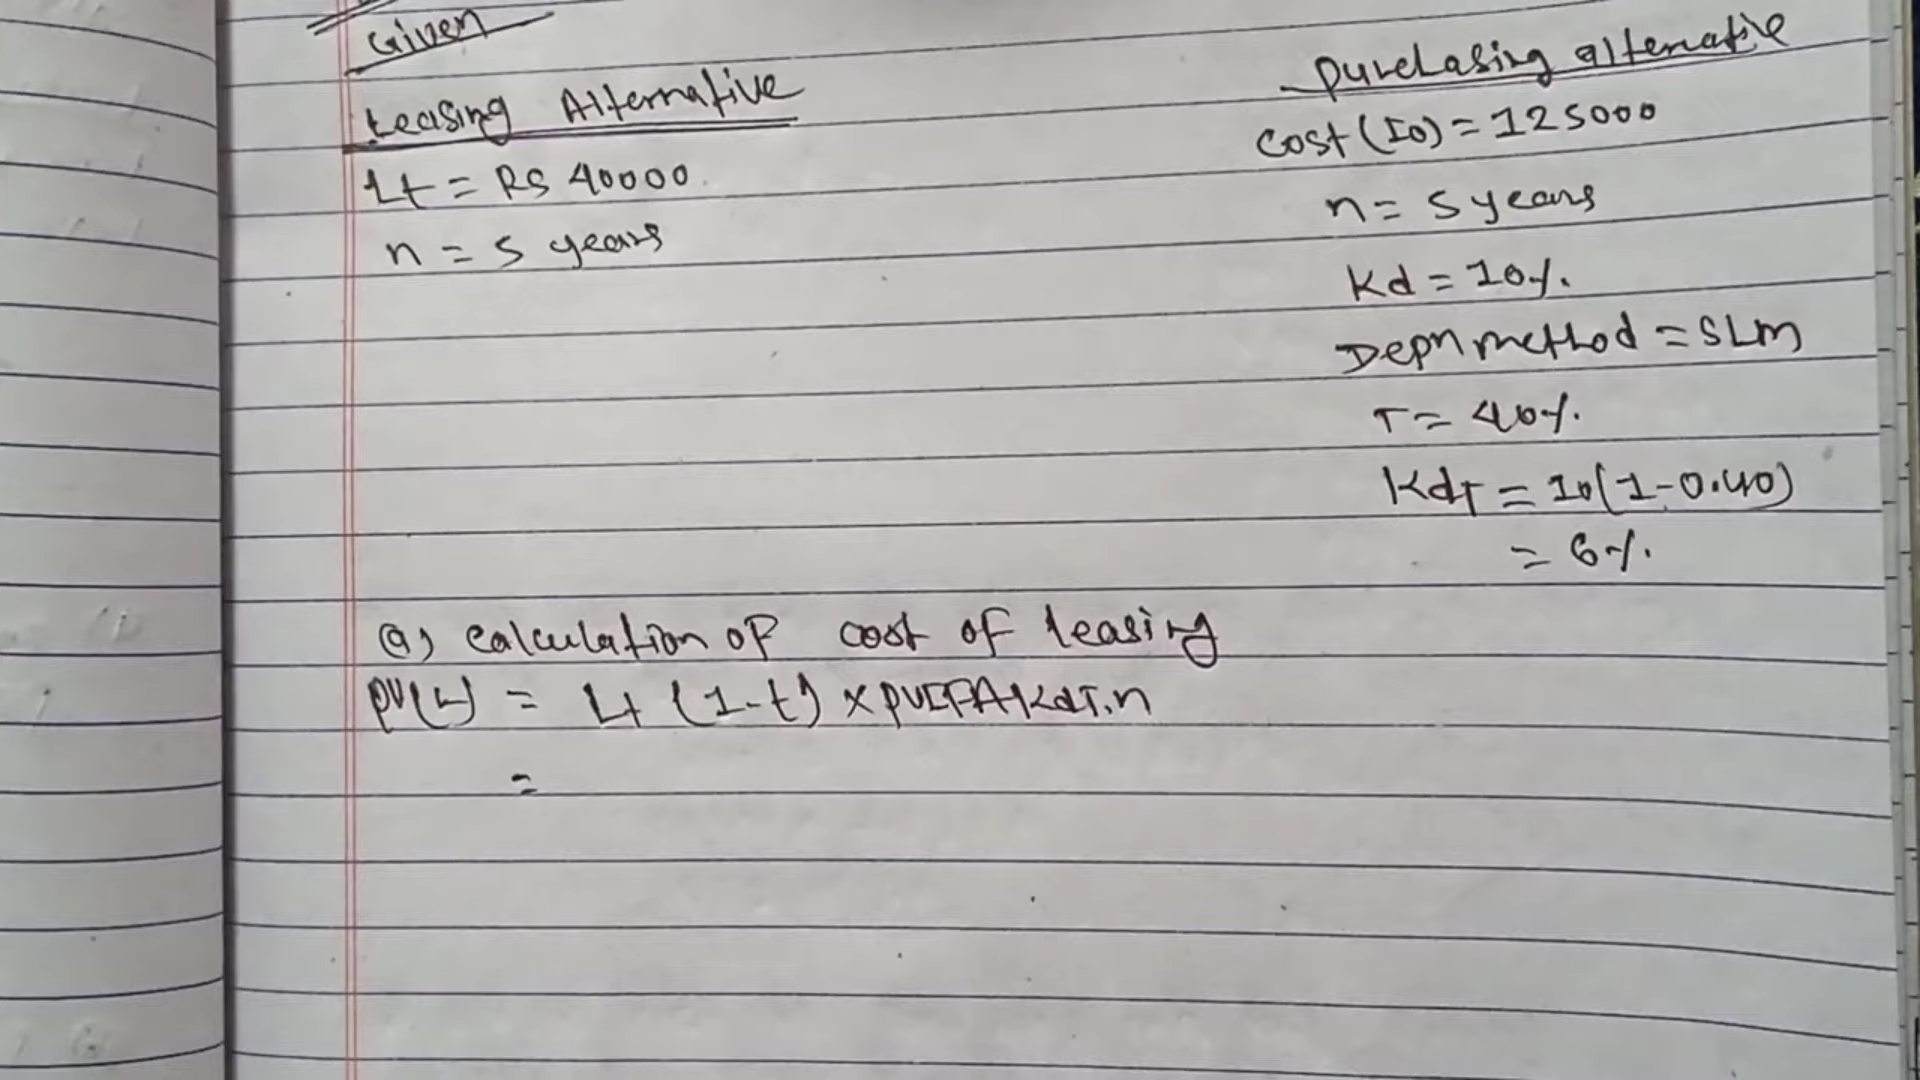 Given
Leasing Alternative
Lt = RS 40000
n = 5 years
purchasing alternative
cost (I0) = 125000
n = 5 years
Kd = 10%.
Depn method = SLM
T = 40%.
KdT = 10(1-0.40)
= 6%.
(a) calculation of cost of leasing
PV(L) = Lt (1-t) x PVIFA KdT,n
=